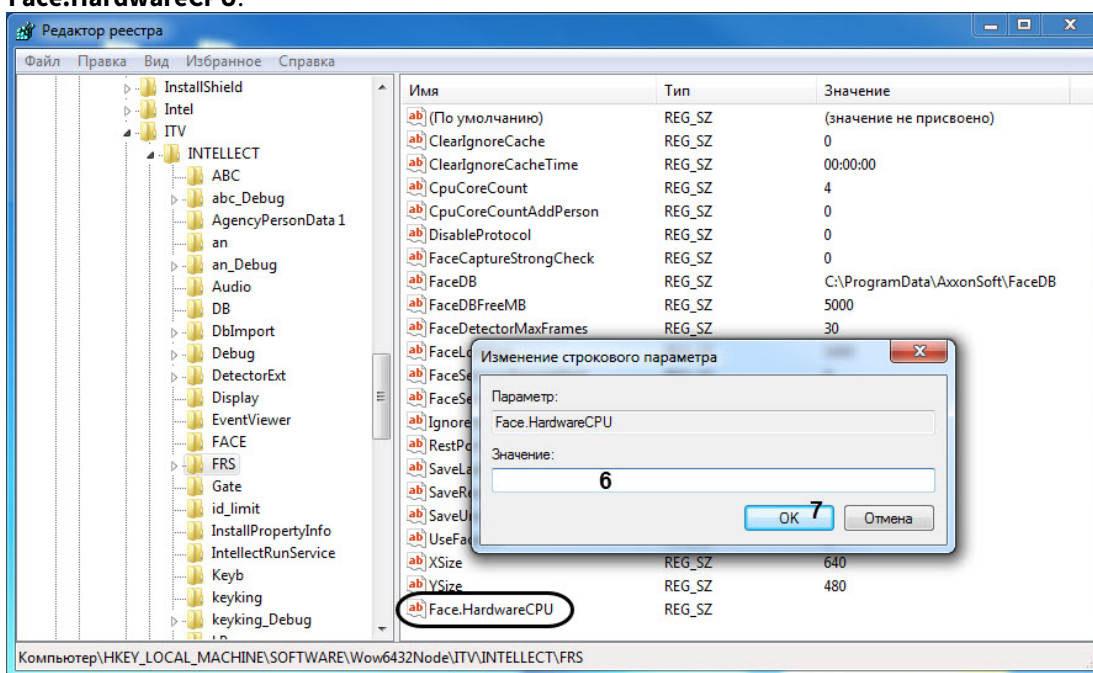 Face.HardwareCPU.
Редактор реестра
Файл Правка Вид Избранное Справка
InstallShield
Intel
ITV
INTELLECT
ABC
abc_Debug
AgencyPersonData 1
an
an_Debug
Audio
DB
DbImport
Debug
DetectorExt
Display
EventViewer
FACE
FRS
Gate
id_limit
InstallPropertyInfo
IntellectRunService
Keyb
keyking
keyking_Debug
Имя Тип Значение
(По умолчанию) REG_SZ (значение не присвоено)
ClearIgnoreCache REG_SZ 0
ClearIgnoreCacheTime REG_SZ 00:00:00
CpuCoreCount REG_SZ 4
CpuCoreCountAddPerson REG_SZ 0
DisableProtocol REG_SZ 0
FaceCaptureStrongCheck REG_SZ 0
FaceDB REG_SZ C:\ProgramData\AxxonSoft\FaceDB
FaceDBFreeMB REG_SZ 5000
FaceDetectorMaxFrames REG_SZ 30
XSize REG_SZ 640
YSize REG_SZ 480
Face.HardwareCPU REG_SZ
Изменение строкового параметра
Параметр:
Face.HardwareCPU
Значение:
6
OK 7 Отмена
Компьютер\HKEY_LOCAL_MACHINE\SOFTWARE\Wow6432Node\ITV\INTELLECT\FRS